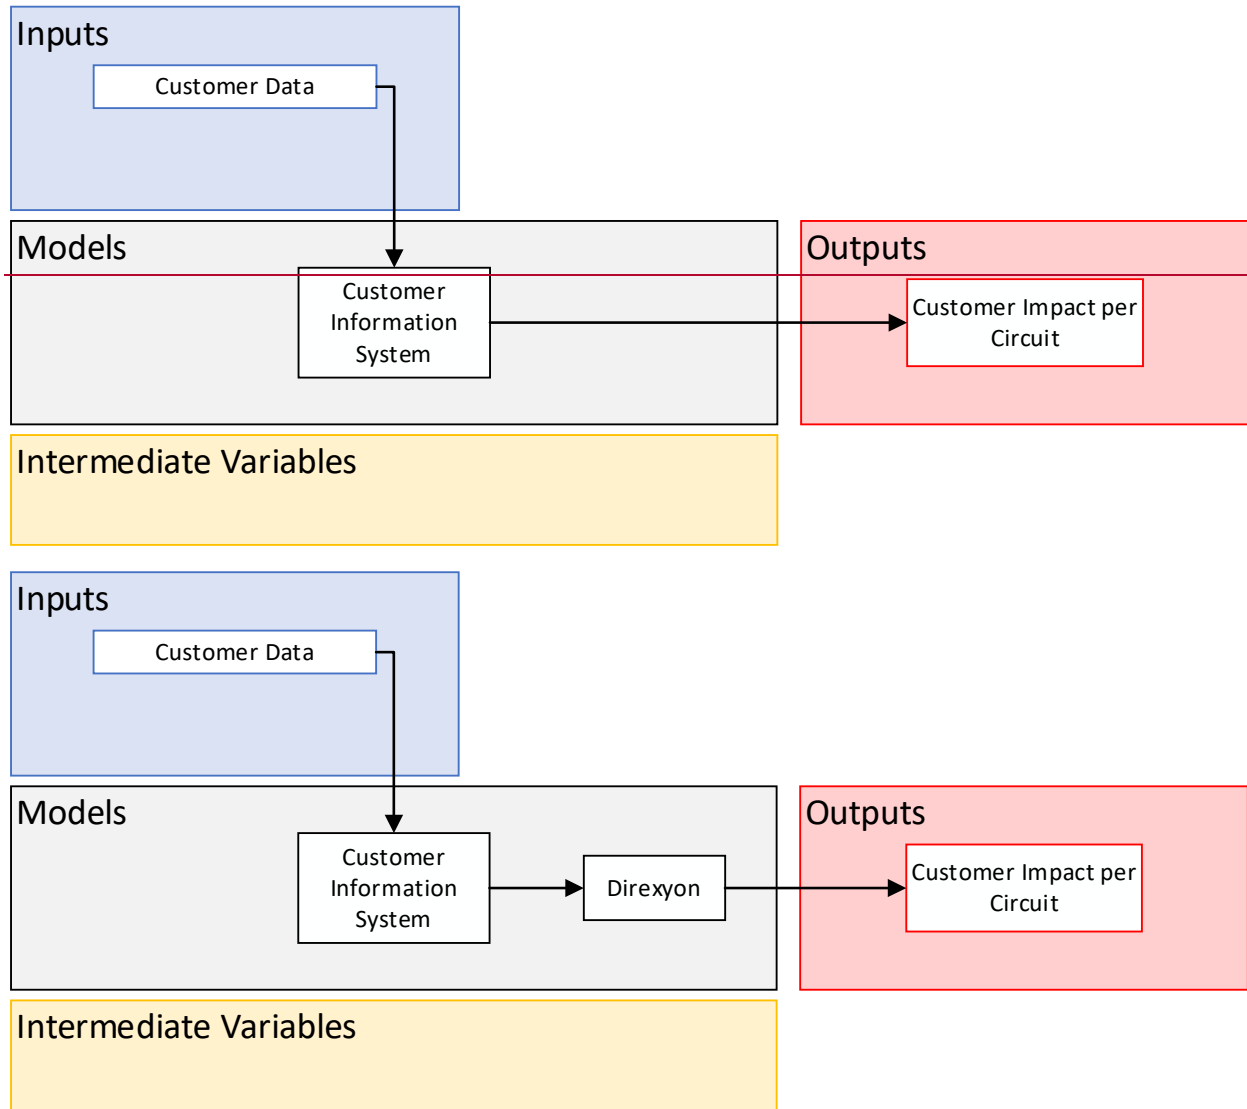 Inputs
Customer Data
Models
Customer
Information
System
Outputs
Customer Impact per
Circuit
Intermediate Variables
Inputs
Customer Data
Models
Customer
Information
System
Direxyon
Outputs
Customer Impact per
Circuit
Intermediate Variables